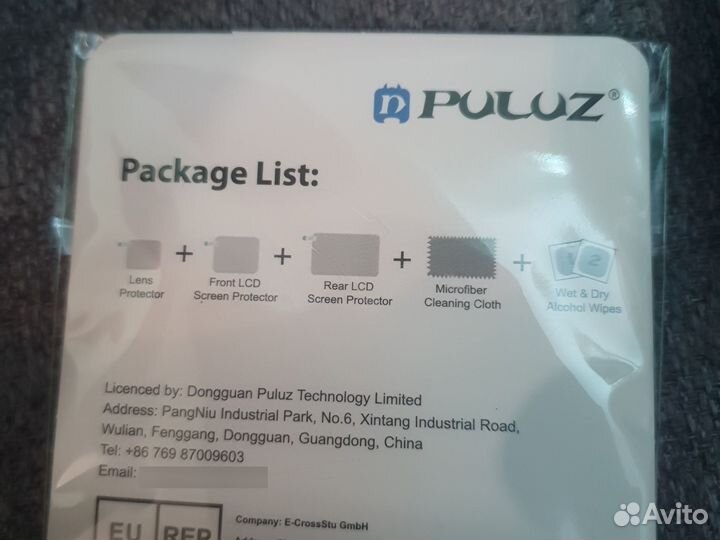 n PULUZ®
Package List:
1 2
Lens
Protector
+
Front LCD
Screen Protector
+
Rear LCD
Screen Protector
+
Microfiber
Cleaning Cloth
+
Wet & Dry
Alcohol Wipes
Licenced by: Dongguan Puluz Technology Limited
Address: PangNiu Industrial Park, No.6, Xintang Industrial Road,
Wulian, Fenggang, Dongguan, Guangdong, China
Tel: +86 769 87009603
Email:
EU REP
Company: E-CrossStu GmbH
Avito